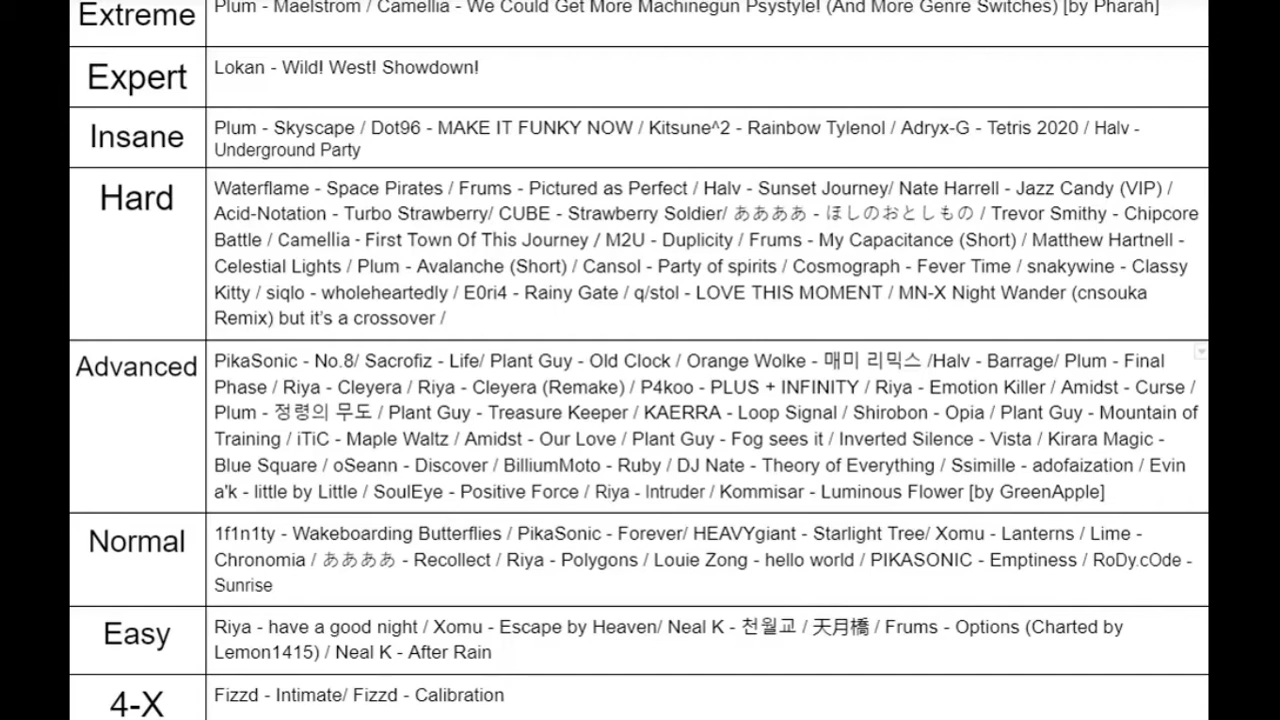 Extreme
Plum - Maelstrom / Camellia - We Could Get More Machinegun Psystyle! (And More Genre Switches) [by Pharah]
Expert
Lokan - Wild! West! Showdown!
Insane
Plum - Skyscape / Dot96 - MAKE IT FUNKY NOW / Kitsune^2 - Rainbow Tylenol / Adryx-G - Tetris 2020 / Halv -
Underground Party
Hard
Waterflame - Space Pirates / Frums - Pictured as Perfect / Halv - Sunset Journey/ Nate Harrell - Jazz Candy (VIP) /
Acid-Notation - Turbo Strawberry/ CUBE - Strawberry Soldier/ ああああ - ほしのおとしもの / Trevor Smithy - Chipcore
Battle / Camellia - First Town Of This Journey / M2U - Duplicity / Frums - My Capacitance (Short) / Matthew Hartnell -
Celestial Lights / Plum - Avalanche (Short) / Cansol - Party of spirits / Cosmograph - Fever Time / snakywine - Classy
Kitty / siqlo - wholeheartedly / E0ri4 - Rainy Gate / q/stol - LOVE THIS MOMENT / MN-X Night Wander (cnsouka
Remix) but it's a crossover /
Advanced
PikaSonic - No.8/ Sacrofiz - Life/ Plant Guy - Old Clock / Orange Wolke - 매미 리믹스 /Halv - Barrage/ Plum - Final
Phase / Riya - Cleyera / Riya - Cleyera (Remake) / P4koo - PLUS + INFINITY / Riya - Emotion Killer / Amidst - Curse /
Plum - 정령의 무도 / Plant Guy - Treasure Keeper / KAERRA - Loop Signal / Shirobon - Opia / Plant Guy - Mountain of
Training / iTiC - Maple Waltz / Amidst - Our Love / Plant Guy - Fog sees it / Inverted Silence - Vista / Kirara Magic -
Blue Square / oSeann - Discover / BilliumMoto - Ruby / DJ Nate - Theory of Everything / Ssimille - adofaization / Evin
a'k - little by Little / SoulEye - Positive Force / Riya - Intruder / Kommisar - Luminous Flower [by GreenApple]
Normal
1f1n1ty - Wakeboarding Butterflies / PikaSonic - Forever/ HEAVYgiant - Starlight Tree/ Xomu - Lanterns / Lime -
Chronomia / ああああ - Recollect / Riya - Polygons / Louie Zong - hello world / PIKASONIC - Emptiness / RoDy.cOde -
Sunrise
Easy
Riya - have a good night / Xomu - Escape by Heaven/ Neal K - 천월교 / 天月橋 / Frums - Options (Charted by
Lemon1415) / Neal K - After Rain
4-X
Fizzd - Intimate/ Fizzd - Calibration